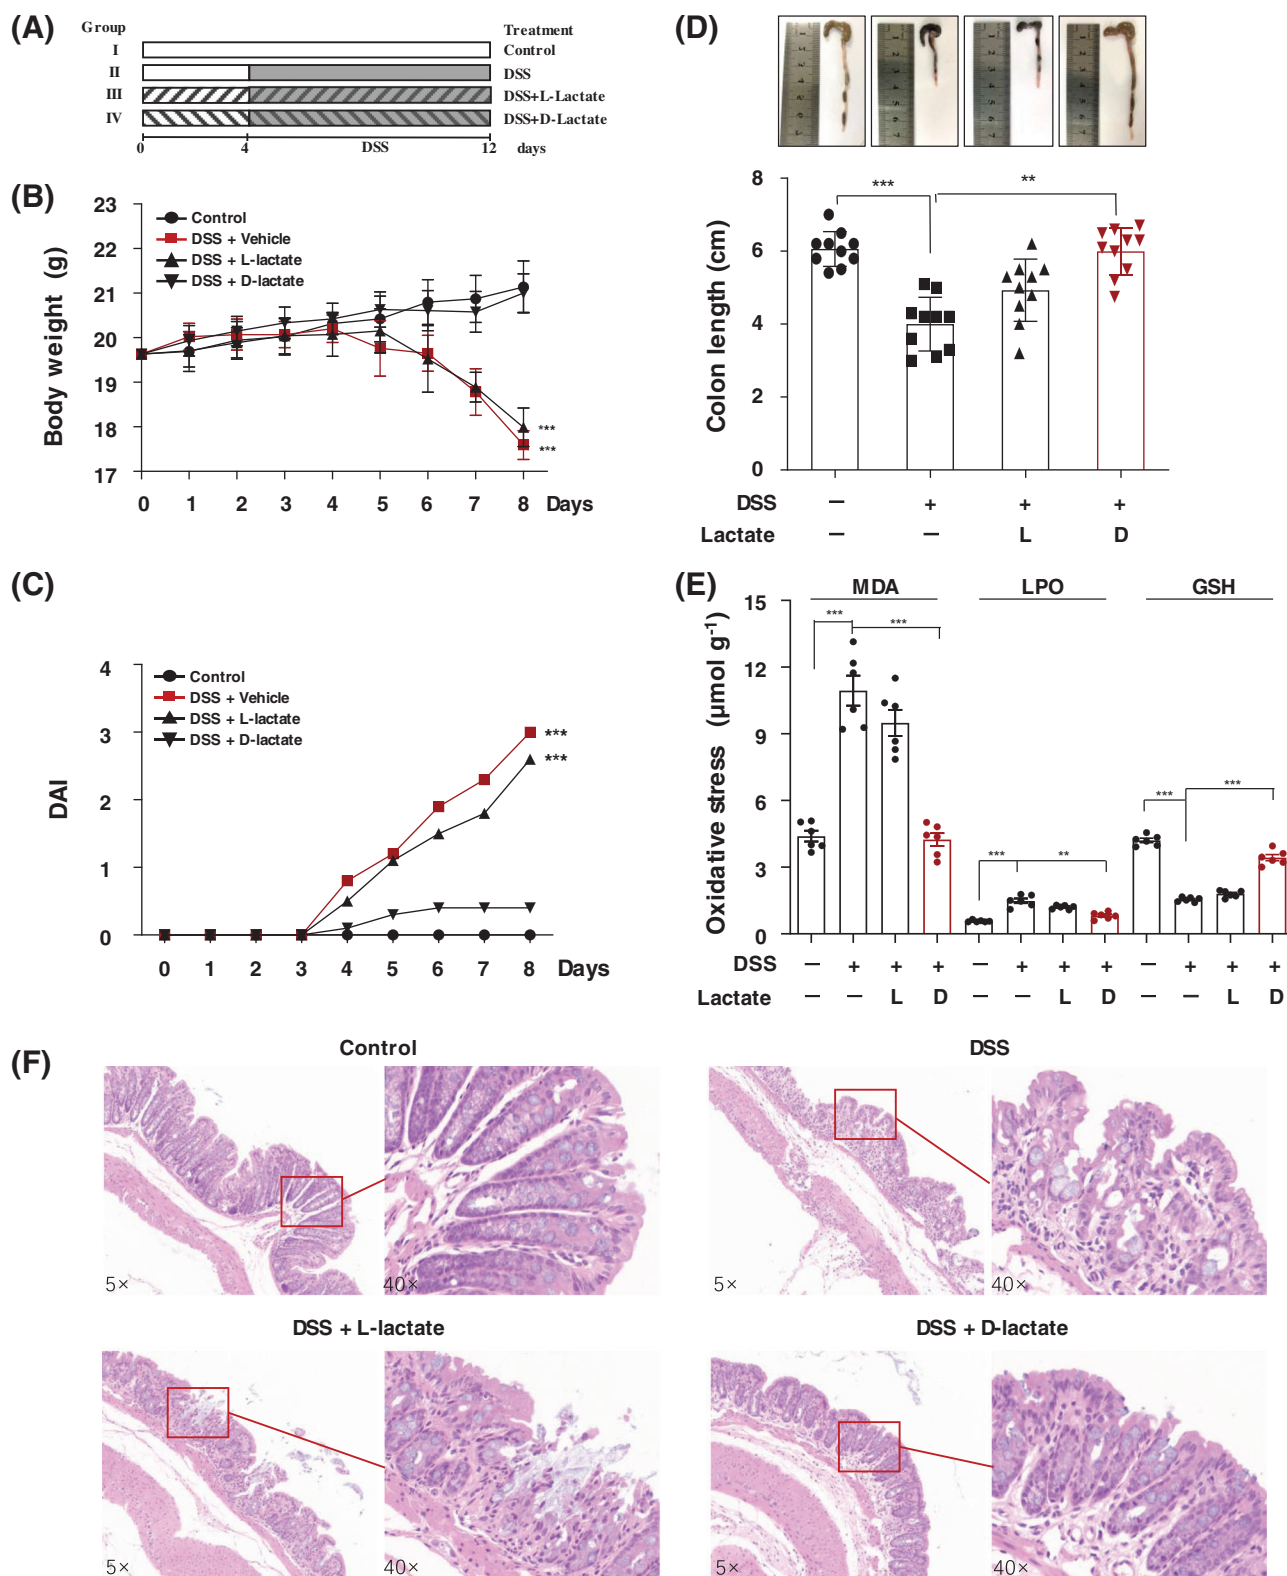 (A)
Group
Treatment
I
Control
II
DSS
III
DSS+L-Lactate
IV
DSS+D-Lactate
0
4
DSS
12
days
(B)
Body weight (g)
23
22
21
20
19
18
17
Control
DSS + Vehicle
DSS + L-lactate
DSS + D-lactate
***
***
0 1 2 3 4 5 6 7 8 Days
(C)
DAI
4
3
2
1
0
Control
DSS + Vehicle
DSS + L-lactate
DSS + D-lactate
***
***
0 1 2 3 4 5 6 7 8 Days
(D)
Colon length (cm)
8
6
4
2
0
***
**
DSS – + + +
Lactate – – L D
(E)
MDA LPO GSH
Oxidative stress (μmol g⁻¹)
15
12
9
6
3
0
*** ***
*** **
*** ***
DSS – + + + – + + + – + + +
Lactate – – L D – – L D – – L D
(F)
Control
5×
40×
DSS
5×
40×
DSS + L-lactate
5×
40×
DSS + D-lactate
5×
40×